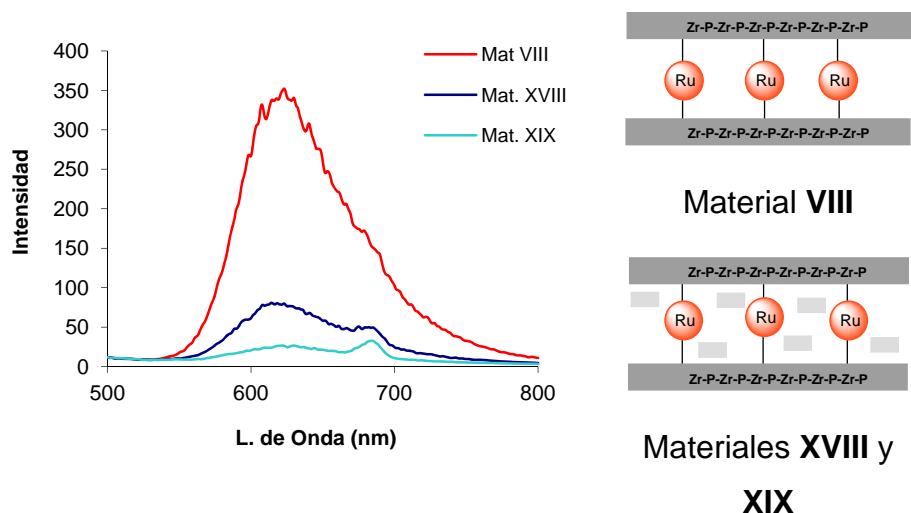 400
350
300
250
200
150
100
50
0
500
600
700
800
Intensidad
L. de Onda (nm)
Mat VIII
Mat. XVIII
Mat. XIX
Zr-P-Zr-P-Zr-P-Zr-P-Zr-P-Zr-P
Ru
Ru
Ru
Zr-P-Zr-P-Zr-P-Zr-P-Zr-P-Zr-P
Material VIII
Zr-P-Zr-P-Zr-P-Zr-P-Zr-P-Zr-P
Ru
Ru
Ru
Zr-P-Zr-P-Zr-P-Zr-P-Zr-P-Zr-P
Materiales XVIII y
XIX